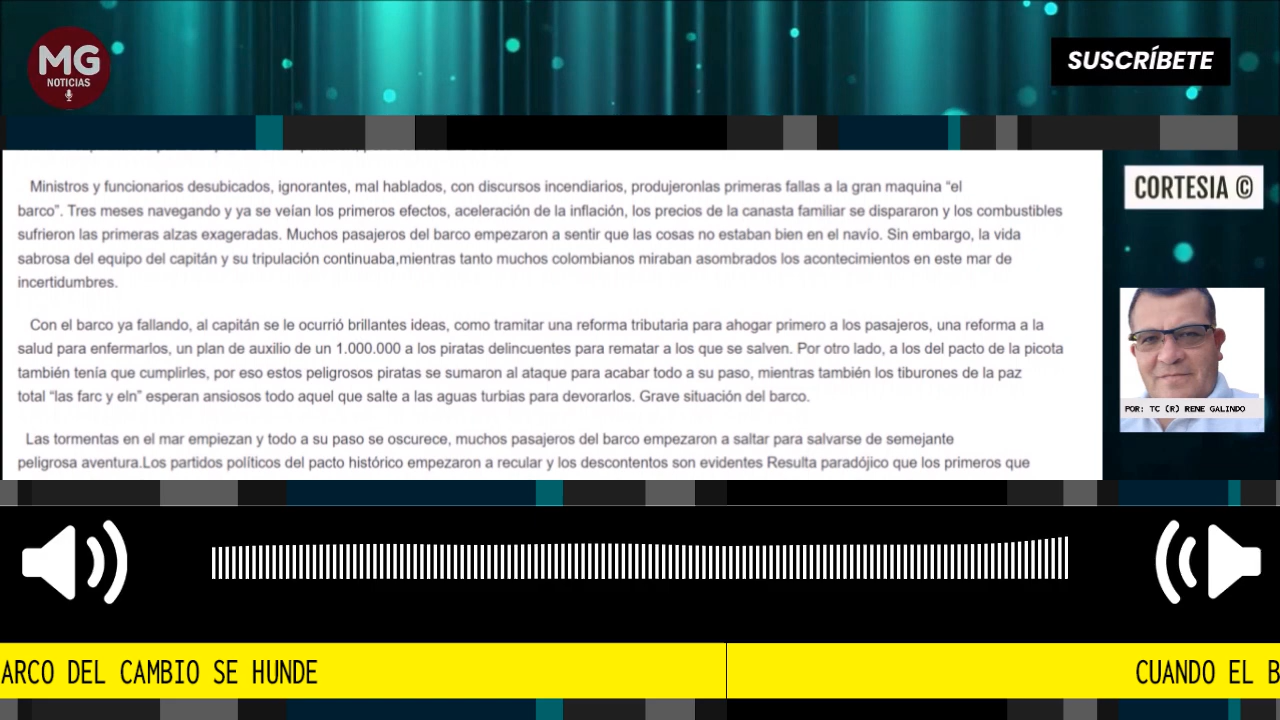 MG
NOTICIAS
SUSCRÍBETE
CORTESIA ©
Ministros y funcionarios desubicados, ignorantes, mal hablados, con discursos incendiarios, produjeronlas primeras fallas a la gran maquina “el
barco”. Tres meses navegando y ya se veían los primeros efectos, aceleración de la inflación, los precios de la canasta familiar se dispararon y los combustibles
sufrieron las primeras alzas exageradas. Muchos pasajeros del barco empezaron a sentir que las cosas no estaban bien en el navío. Sin embargo, la vida
sabrosa del equipo del capitán y su tripulación continuaba,mientras tanto muchos colombianos miraban asombrados los acontecimientos en este mar de
incertidumbres.
Con el barco ya fallando, al capitán se le ocurrió brillantes ideas, como tramitar una reforma tributaria para ahogar primero a los pasajeros, una reforma a la
salud para enfermarlos, un plan de auxilio de un 1.000.000 a los piratas delincuentes para rematar a los que se salven. Por otro lado, a los del pacto de la picota
también tenía que cumplirles, por eso estos peligrosos piratas se sumaron al ataque para acabar todo a su paso, mientras también los tiburones de la paz
total “las farc y eln” esperan ansiosos todo aquel que salte a las aguas turbias para devorarlos. Grave situación del barco.
Las tormentas en el mar empiezan y todo a su paso se oscurece, muchos pasajeros del barco empezaron a saltar para salvarse de semejante
peligrosa aventura.Los partidos políticos del pacto histórico empezaron a recular y los descontentos son evidentes Resulta paradójico que los primeros que
POR: TC (R) RENE GALINDO
ARCO DEL CAMBIO SE HUNDE
CUANDO EL B